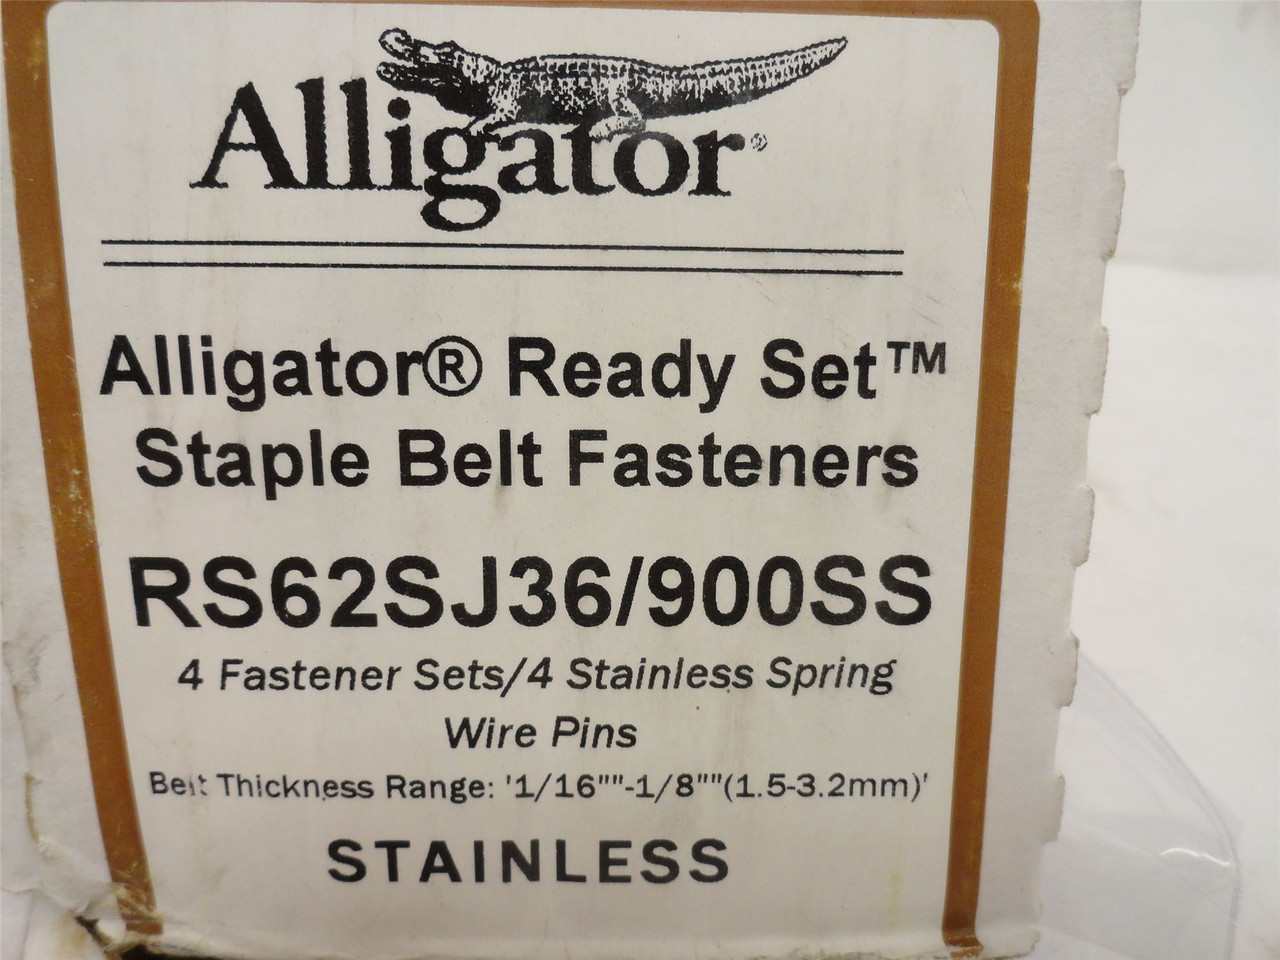 Alligator®
Alligator® Ready Set™
Staple Belt Fasteners
RS62SJ36/900SS
4 Fastener Sets/4 Stainless Spring
Wire Pins
Belt Thickness Range: '1/16""-1/8""(1.5-3.2mm)'
STAINLESS